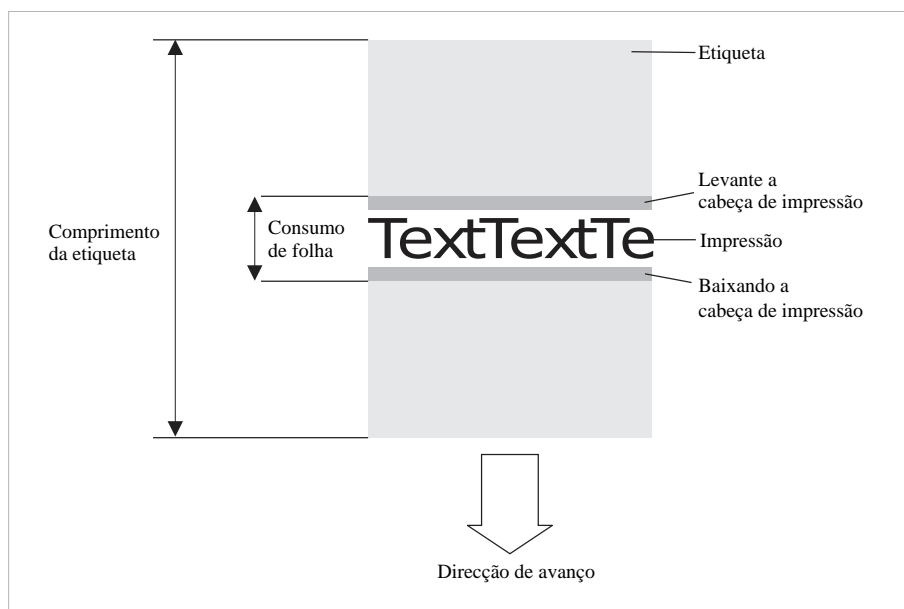 Etiqueta
Levante a
cabeça de impressão
Comprimento
da etiqueta
Consumo
de folha
TextTextTe
Impressão
Baixando a
cabeça de impressão
Direcção de avanço